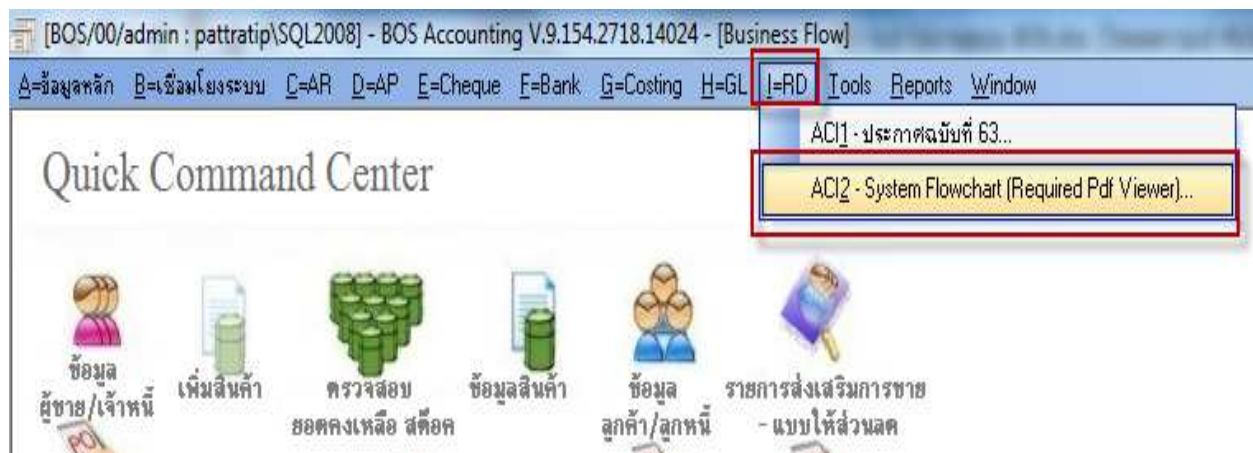 [BOS/00/admin : pattratip\SQL2008] - BOS Accounting V.9.154.2718.14024 - [Business Flow]
A=ข้อมูลหลัก B=เชื่อมโยงระบบ C=AR D=AP E=Cheque F=Bank G=Costing H=GL I=RD Tools Reports Window
ACI1 - ประกาศฉบับที่ 63...
ACI2 - System Flowchart (Required Pdf Viewer)...
Quick Command Center
ข้อมูล
ผู้ขาย/เจ้าหนี้
เพิ่มสินค้า
ตรวจสอบ
ยอดคงเหลือ สต๊อค
ข้อมูลสินค้า
ข้อมูล
ลูกค้า/ลูกหนี้
รายการส่งเสริมการขาย
- แบบให้ส่วนลด
PO